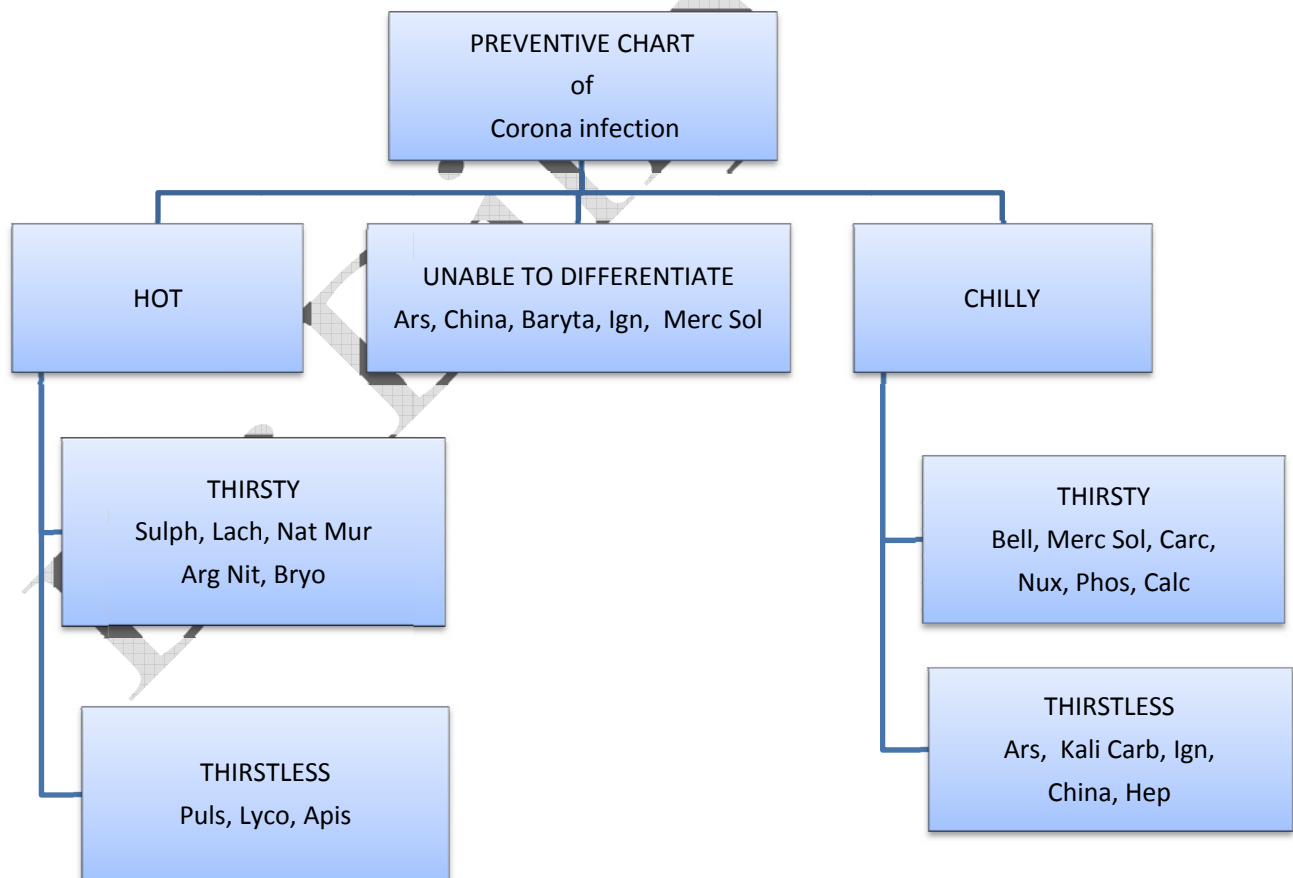 PREVENTIVE CHART
of
Corona infection
HOT
UNABLE TO DIFFERENTIATE
Ars, China, Baryta, Ign, Merc Sol
CHILLY
THIRSTY
Sulph, Lach, Nat Mur
Arg Nit, Bryo
THIRSTLESS
Puls, Lyco, Apis
THIRSTY
Bell, Merc Sol, Carc,
Nux, Phos, Calc
THIRSTLESS
Ars, Kali Carb, Ign,
China, Hep